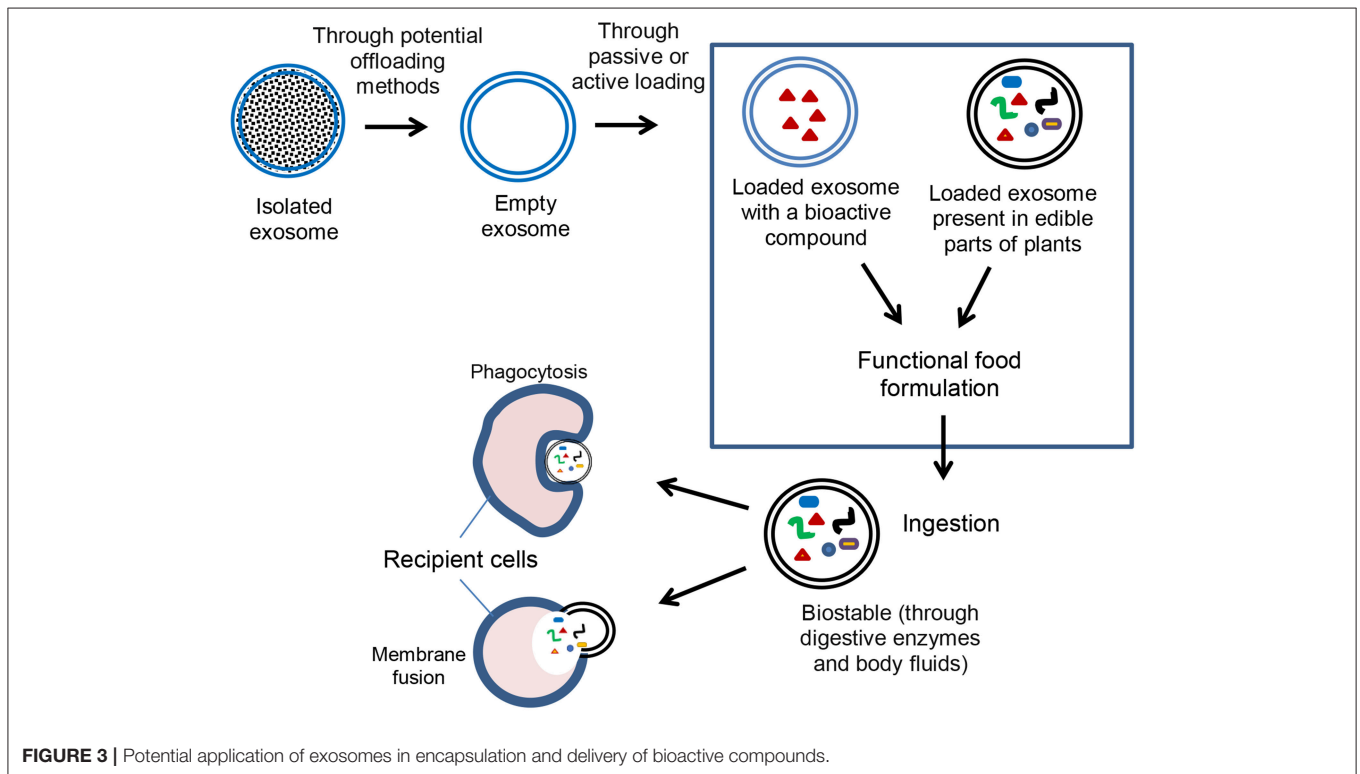 Through potential
offloading
methods
Through
passive or
active loading
Isolated
exosome
Empty
exosome
Loaded exosome
with a bioactive
compound
Loaded exosome
present in edible
parts of plants
Functional food
formulation
Phagocytosis
Ingestion
Recipient cells
Biostable (through
digestive enzymes
and body fluids)
Membrane
fusion
FIGURE 3 | Potential application of exosomes in encapsulation and delivery of bioactive compounds.